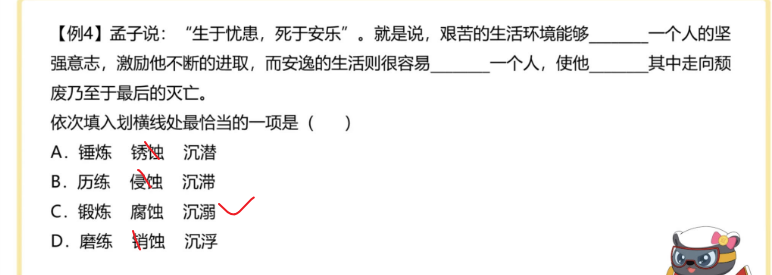 【例4】孟子说：“生于忧患，死于安乐”。就是说，艰苦的生活环境能够_______一个人的坚
强意志，激励他不断的进取，而安逸的生活则很容易_______一个人，使他_______其中走向颓
废乃至于最后的灭亡。
依次填入划横线处最恰当的一项是（　　）
A. 锤炼　锈蚀　沉潜
B. 历练　侵蚀　沉滞
C. 锻炼　腐蚀　沉溺
D. 磨练　销蚀　沉浮